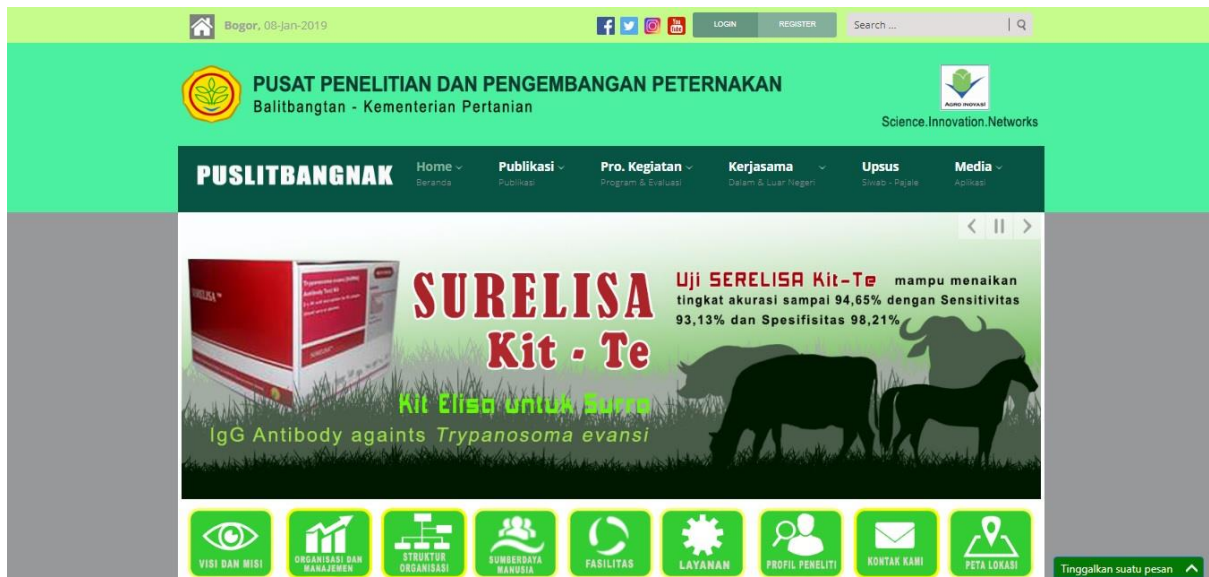 Bogor, 08-Jan-2019
LOGIN
REGISTER
Search ...
PUSAT PENELITIAN DAN PENGEMBANGAN PETERNAKAN
Balitbangtan - Kementerian Pertanian
AGRO INOVASI
Science.Innovation.Networks
PUSLITBANGNAK
Home
Beranda
Publikasi
Publikasi
Pro. Kegiatan
Program & Evaluasi
Kerjasama
Dalam & Luar Negeri
Upsus
Siwab - Pajale
Media
Aplikasi
SURELISA
Kit - Te
Uji SERELISA Kit-Te mampu menaikan
tingkat akurasi sampai 94,65% dengan Sensitivitas
93,13% dan Spesifisitas 98,21%
Kit Elisa untuk Surra
IgG Antibody againts Trypanosoma evansi
VISI DAN MISI
ORGANISASI DAN
MANAJEMEN
STRUKTUR
ORGANISASI
SUMBERDAYA
MANUSIA
FASILITAS
LAYANAN
PROFIL PENELITI
KONTAK KAMI
PETA LOKASI
Tinggalkan suatu pesan